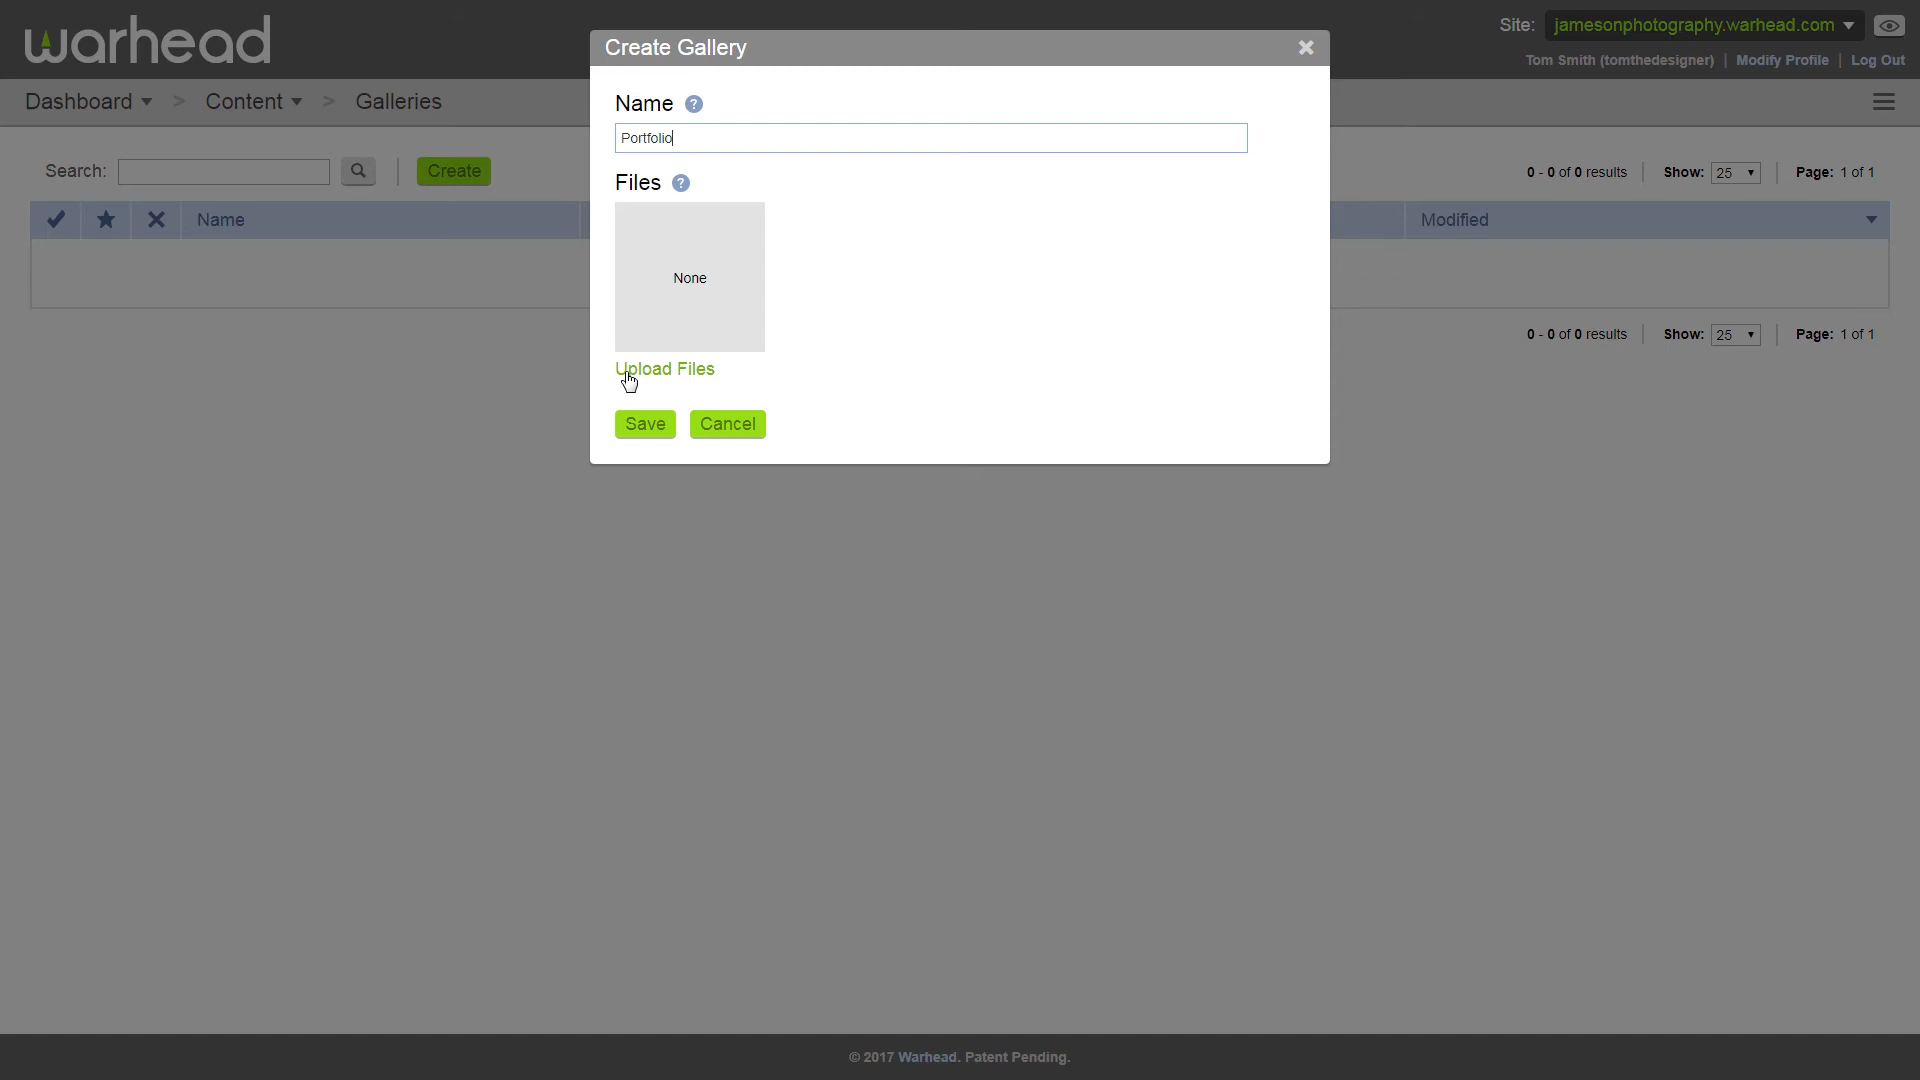 warhead
Site: jamesonphotography.warhead.com
Tom Smith (tomthedesigner) | Modify Profile | Log Out
Dashboard > Content > Galleries
Create Gallery
Name ?
Portfolio
Files ?
None
Upload Files
Save Cancel
Search: Create
0 - 0 of 0 results Show: 25 Page: 1 of 1
Name Modified
0 - 0 of 0 results Show: 25 Page: 1 of 1
© 2017 Warhead. Patent Pending.